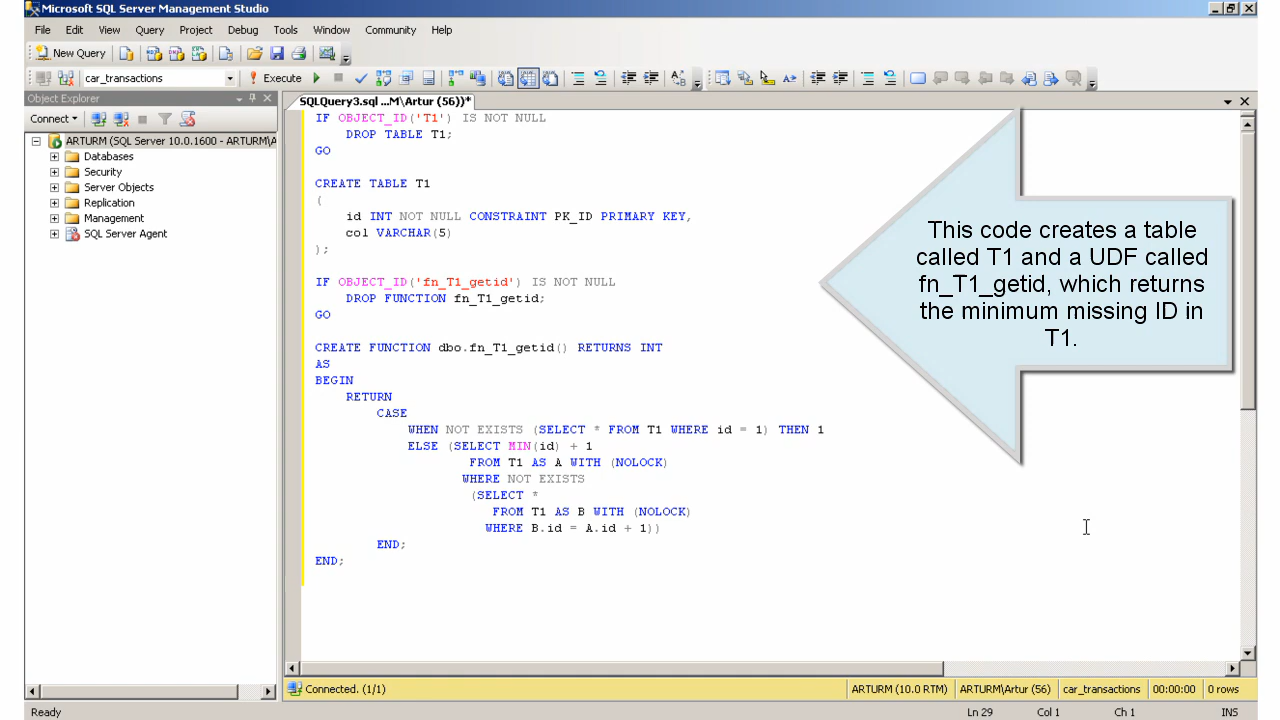 Microsoft SQL Server Management Studio
File Edit View Query Project Debug Tools Window Community Help
New Query
car_transactions Execute
Object Explorer
SQLQuery3.sql ...M\Artur (56))*
Connect
ARTURM (SQL Server 10.0.1600 - ARTURM\A
Databases
Security
Server Objects
Replication
Management
SQL Server Agent
IF OBJECT_ID('T1') IS NOT NULL
DROP TABLE T1;
GO
CREATE TABLE T1
(
id INT NOT NULL CONSTRAINT PK_ID PRIMARY KEY,
col VARCHAR(5)
);
IF OBJECT_ID('fn_T1_getid') IS NOT NULL
DROP FUNCTION fn_T1_getid;
GO
CREATE FUNCTION dbo.fn_T1_getid() RETURNS INT
AS
BEGIN
RETURN
CASE
WHEN NOT EXISTS (SELECT * FROM T1 WHERE id = 1) THEN 1
ELSE (SELECT MIN(id) + 1
FROM T1 AS A WITH (NOLOCK)
WHERE NOT EXISTS
(SELECT *
FROM T1 AS B WITH (NOLOCK)
WHERE B.id = A.id + 1))
END;
END;
This code creates a table
called T1 and a UDF called
fn_T1_getid, which returns
the minimum missing ID in
T1.
Connected. (1/1) ARTURM (10.0 RTM) ARTURM\Artur (56) car_transactions 00:00:00 0 rows
Ready Ln 29 Col 1 Ch 1 INS